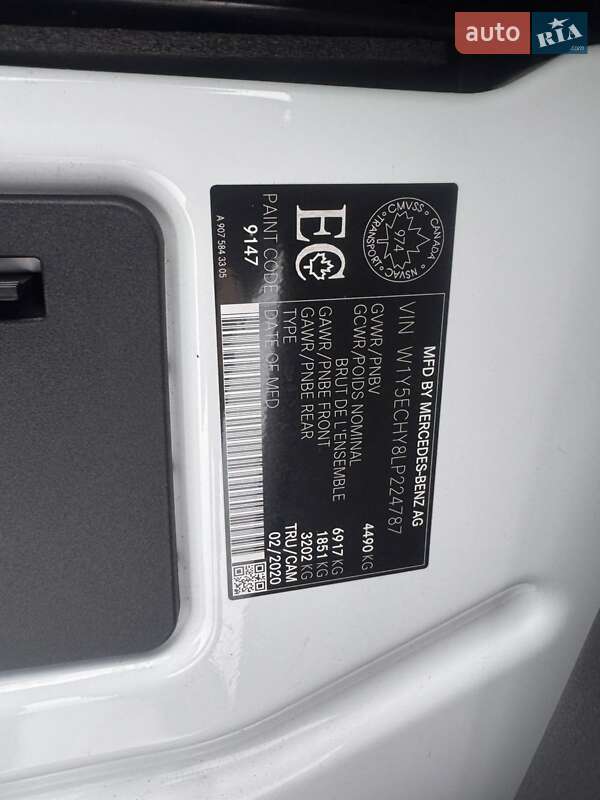 auto RIA
.com
MFD BY MERCEDES-BENZ AG
VIN W1Y5ECHY8LP224787
CMVSS CANADA
974
NSVAC TRANSPORT
GVWR/PNBV 4490 KG
GCWR/POIDS NOMINAL
BRUT DE L'ENSEMBLE 6917 KG
GAWR/PNBE FRONT 1851 KG
GAWR/PNBE REAR 3202 KG
TYPE TRU/CAM
DATE OF MFD 02/2020
EC
PAINT CODE
9147
A 907 584 33 05